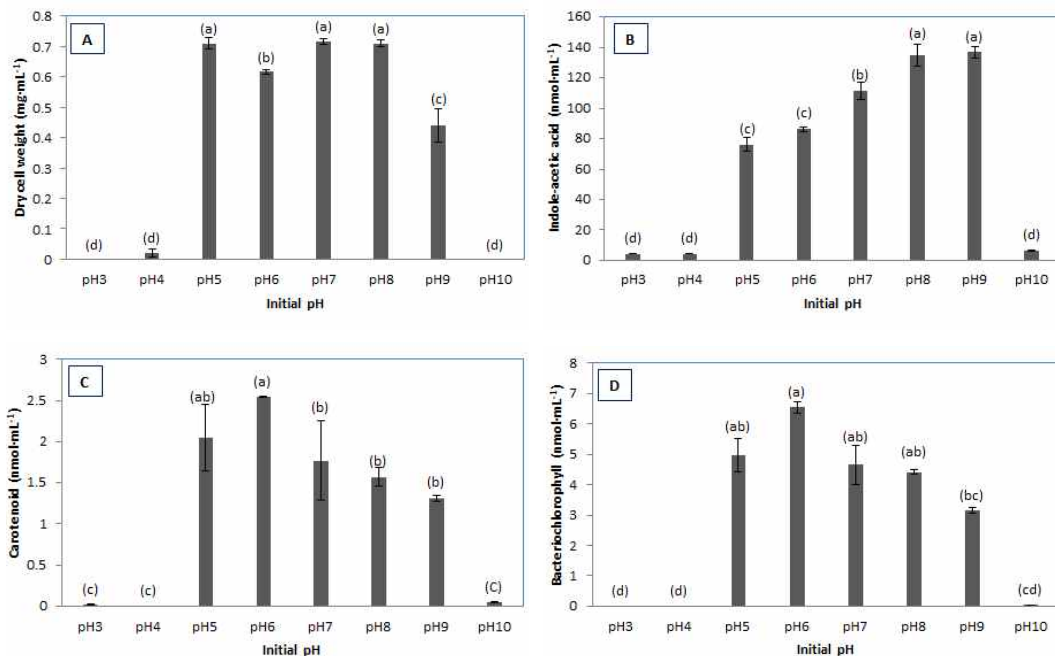 A
Dry cell weight (mg·mL-1)
0.8
0.7
0.6
0.5
0.4
0.3
0.2
0.1
0
(d) (d) (a) (b) (a) (a) (c) (d)
pH3 pH4 pH5 pH6 pH7 pH8 pH9 pH10
Initial pH
B
Indole-acetic acid (nmol·mL-1)
160
140
120
100
80
60
40
20
0
(d) (d) (c) (c) (b) (a) (a) (d)
pH3 pH4 pH5 pH6 pH7 pH8 pH9 pH10
Initial pH
C
Carotenoid (nmol·mL-1)
3
2.5
2
1.5
1
0.5
0
(c) (c) (ab) (a) (b) (b) (b) (C)
pH3 pH4 pH5 pH6 pH7 pH8 pH9 pH10
Initial pH
D
Bacteriochlorophyll (nmol·mL-1)
8
7
6
5
4
3
2
1
0
(d) (d) (ab) (a) (ab) (ab) (bc) (cd)
pH3 pH4 pH5 pH6 pH7 pH8 pH9 pH10
Initial pH